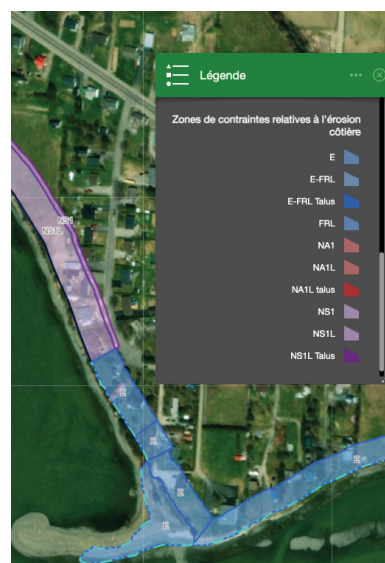 Légende
Zones de contraintes relatives à l'érosion
côtière
E
E-FRL
E-FRL Talus
FRL
NA1
NA1L
NA1L talus
NS1
NS1L
NS1L Talus
NS1
NS1L
E
E
E
E
E